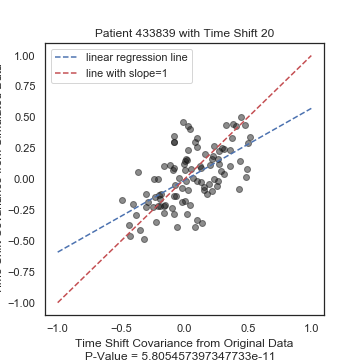 Patient 433839 with Time Shift 20
linear regression line
line with slope=1
1.00
0.75
0.50
0.25
0.00
−0.25
−0.50
−0.75
−1.00
−1.0
−0.5
0.0
0.5
1.0
Time Shift Covariance from Original Data
P-Value = 5.805457397347733e-11